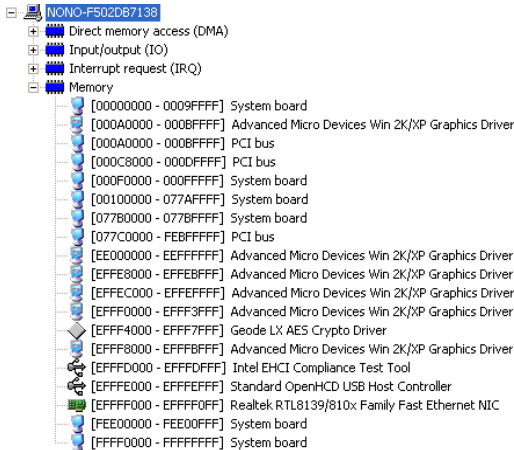 NONO-F502DB7138
Direct memory access (DMA)
Input/output (IO)
Interrupt request (IRQ)
Memory
[00000000 - 0009FFFF] System board
[000A0000 - 000BFFFF] Advanced Micro Devices Win 2K/XP Graphics Driver
[000A0000 - 000BFFFF] PCI bus
[000C8000 - 000DFFFF] PCI bus
[000F0000 - 000FFFFF] System board
[00100000 - 077AFFFF] System board
[077B0000 - 077BFFFF] System board
[077C0000 - FEBFFFFF] PCI bus
[EE000000 - EEFFFFFF] Advanced Micro Devices Win 2K/XP Graphics Driver
[EFFE8000 - EFFEBFFF] Advanced Micro Devices Win 2K/XP Graphics Driver
[EFFEC000 - EFFEFFFF] Advanced Micro Devices Win 2K/XP Graphics Driver
[EFFF0000 - EFFF3FFF] Advanced Micro Devices Win 2K/XP Graphics Driver
[EFFF4000 - EFFF7FFF] Geode LX AES Crypto Driver
[EFFF8000 - EFFFBFFF] Advanced Micro Devices Win 2K/XP Graphics Driver
[EFFFD000 - EFFFDFFF] Intel EHCI Compliance Test Tool
[EFFFE000 - EFFFEFFF] Standard OpenHCD USB Host Controller
[EFFFF000 - EFFFF0FF] Realtek RTL8139/810x Family Fast Ethernet NIC
[FEE00000 - FEE00FFF] System board
[FFFF0000 - FFFFFFFF] System board